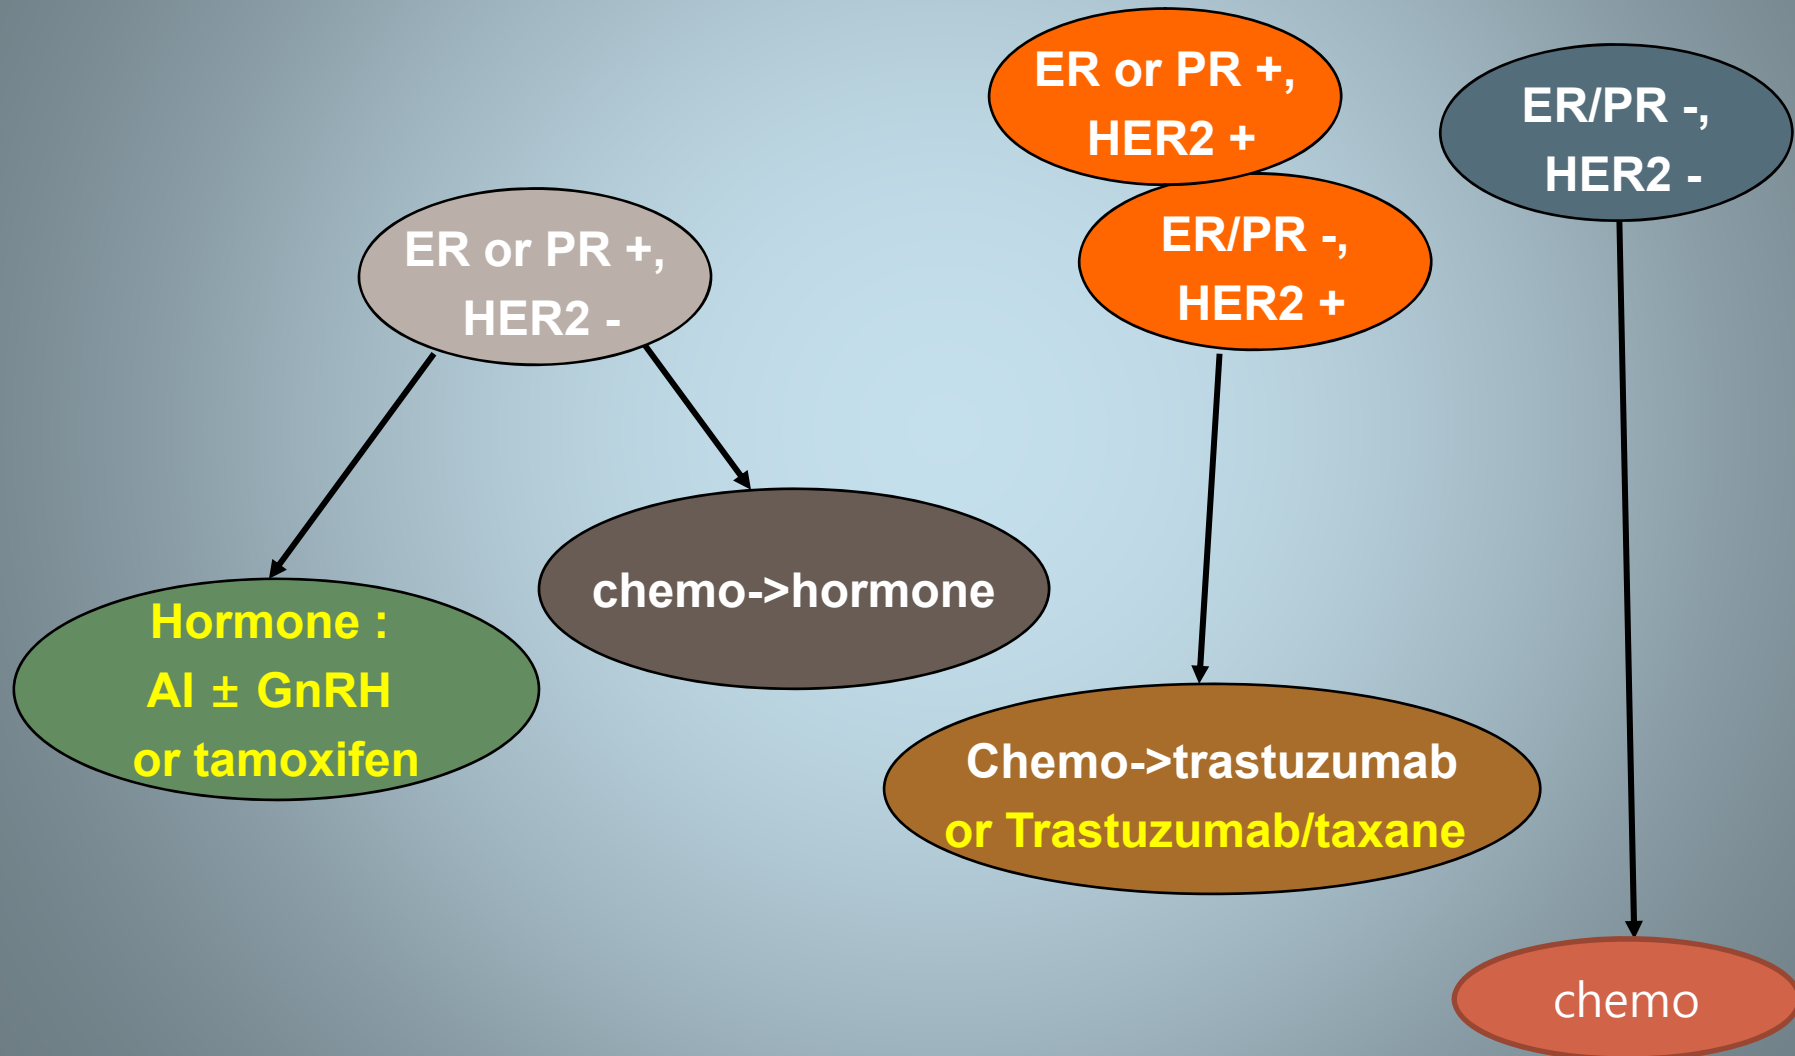 ER or PR +,
HER2 -
ER or PR +,
HER2 +
ER/PR -,
HER2 +
ER/PR -,
HER2 -
Hormone :
AI ± GnRH
or tamoxifen
chemo->hormone
Chemo->trastuzumab
or Trastuzumab/taxane
chemo